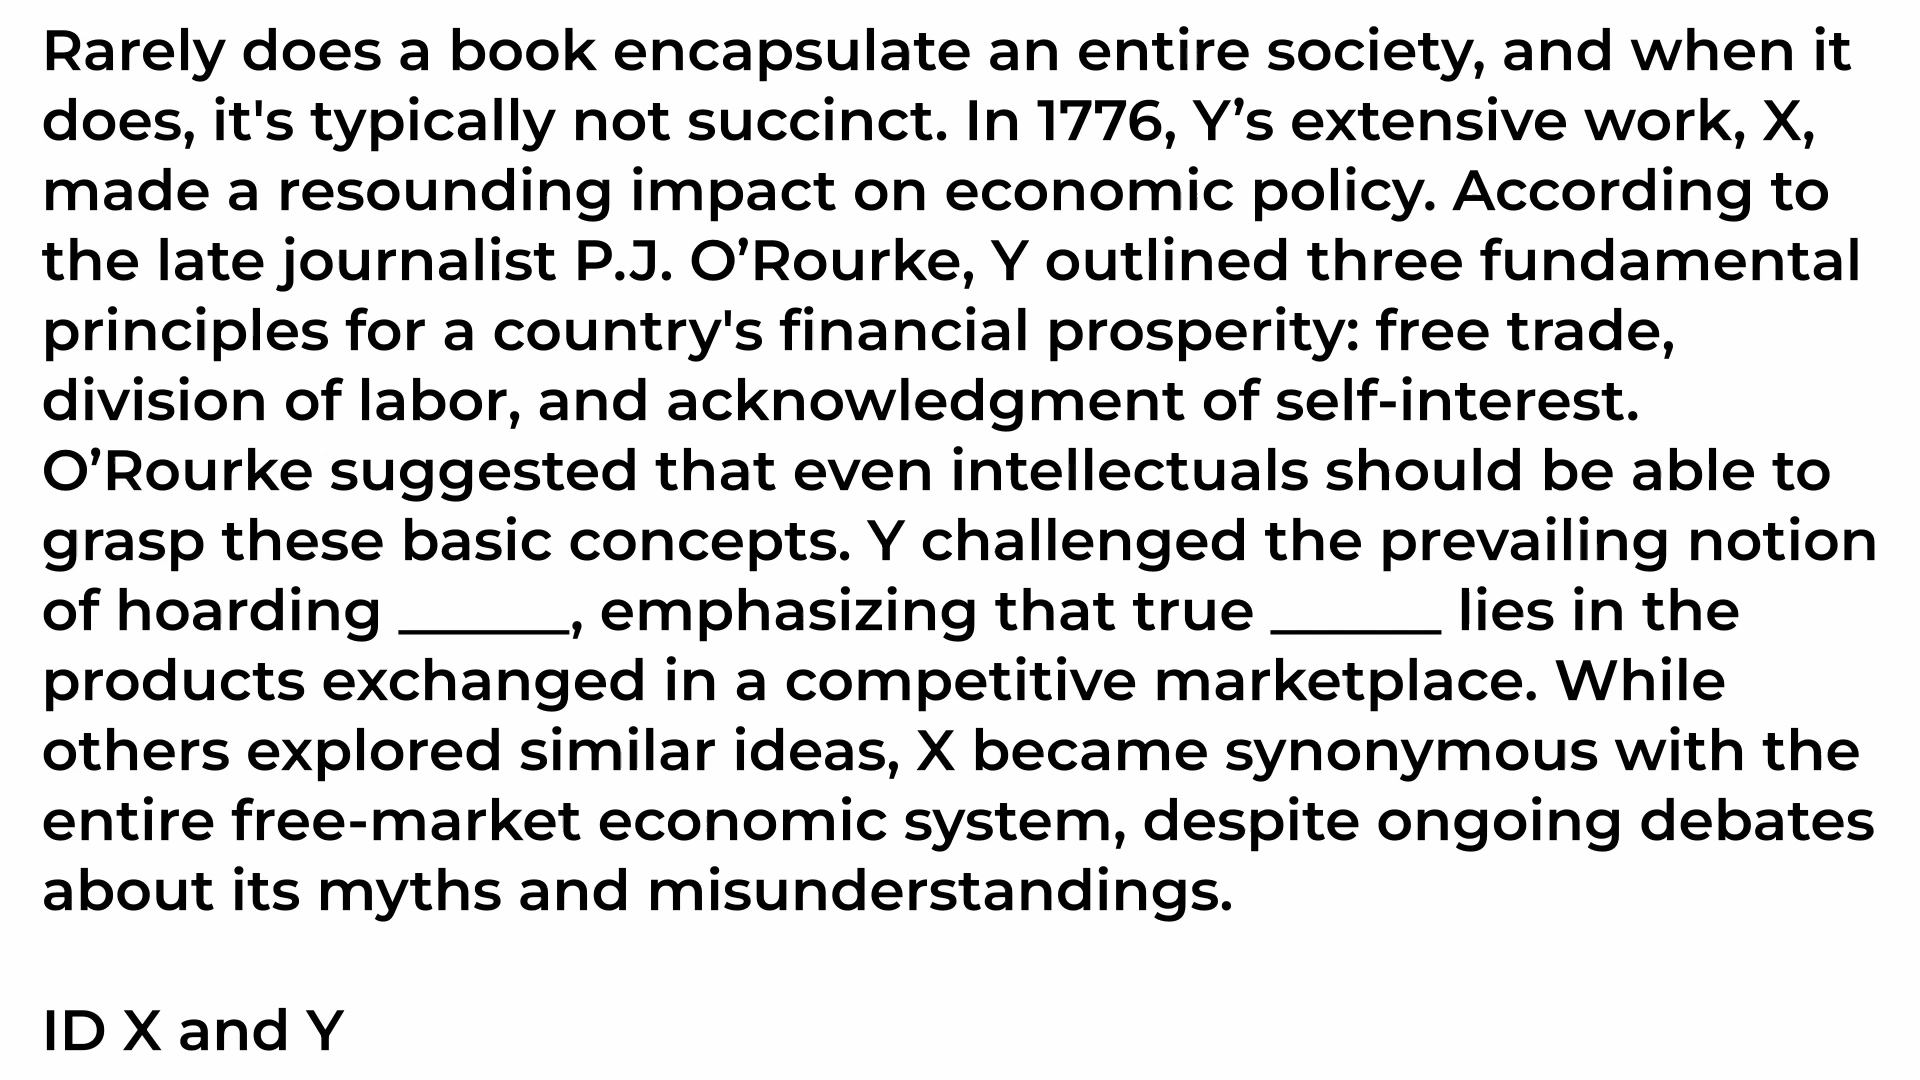 Rarely does a book encapsulate an entire society, and when it
does, it's typically not succinct. In 1776, Y’s extensive work, X,
made a resounding impact on economic policy. According to
the late journalist P.J. O’Rourke, Y outlined three fundamental
principles for a country's financial prosperity: free trade,
division of labor, and acknowledgment of self-interest.
O’Rourke suggested that even intellectuals should be able to
grasp these basic concepts. Y challenged the prevailing notion
of hoarding ______, emphasizing that true ______ lies in the
products exchanged in a competitive marketplace. While
others explored similar ideas, X became synonymous with the
entire free-market economic system, despite ongoing debates
about its myths and misunderstandings.
ID X and Y